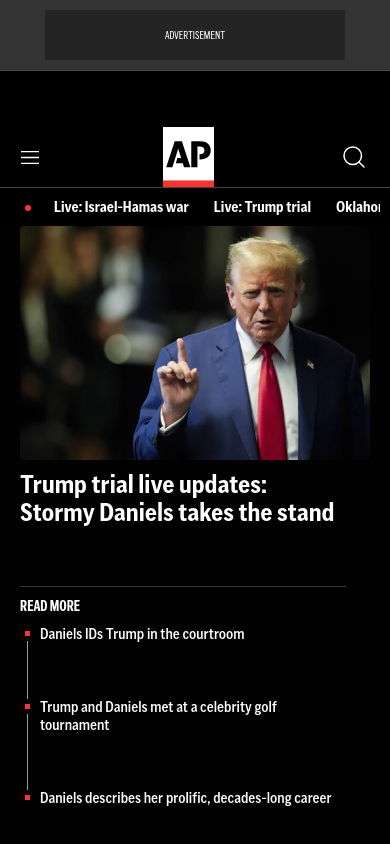 ADVERTISEMENT
AP
Live: Israel-Hamas war Live: Trump trial
Trump trial live updates:
Stormy Daniels takes the stand
READ MORE
Daniels IDs Trump in the courtroom
Trump and Daniels met at a celebrity golf
tournament
Daniels describes her prolific, decades-long career